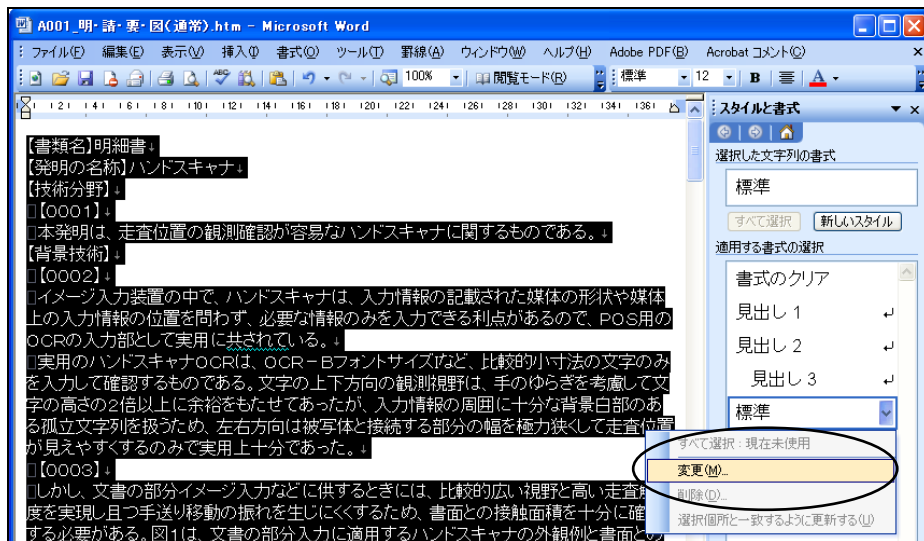 A001_明・請・要・図(通常).htm - Microsoft Word
ファイル(F) 編集(E) 表示(V) 挿入(I) 書式(O) ツール(T) 罫線(A) ウィンドウ(W) ヘルプ(H) Adobe PDF(B) Acrobat コメント(C) ×
100% 閲覧モード(R) 標準 12 B A
2 4 6 8 10 12 14 16 18 20 22 24 26 28 30 32 34 36
スタイルと書式
選択した文字列の書式
標準
すべて選択 新しいスタイル
適用する書式の選択
書式のクリア
見出し 1 ↵
見出し 2 ↵
見出し 3 ↵
標準
すべて選択 : 現在未使用
変更(M)...
削除(D)...
選択個所と一致するように更新する(U)
【書類名】明細書↓
【発明の名称】ハンドスキャナ↓
【技術分野】↓
□【0001】↓
□本発明は、走査位置の観測確認が容易なハンドスキャナに関するものである。↓
【背景技術】↓
□【0002】↓
□イメージ入力装置の中で、ハンドスキャナは、入力情報の記載された媒体の形状や媒体
上の入力情報の位置を問わず、必要な情報のみを入力できる利点があるので、POS用の
OCRの入力部として実用に共されている。↓
□実用のハンドスキャナOCRは、OCR-Bフォントサイズなど、比較的小寸法の文字のみ
を入力して確認するものである。文字の上下方向の観測視野は、手のゆらぎを考慮して文
字の高さの2倍以上に余裕をもたせてあったが、入力情報の周囲に十分な背景白部のあ
る孤立文字列を扱うため、左右方向は被写体と接続する部分の幅を極力狭くして走査位置
が見えやすくするのみで実用上十分であった。↓
□【0003】↓
□しかし、文書の部分イメージ入力などに供するときには、比較的広い視野と高い走査
度を実現し且つ手送り移動の振れを生じにくくするため、書面との接触面積を十分に確
する必要がある。図1は、文書の部分入力に適用するハンドスキャナの外観例と書面との